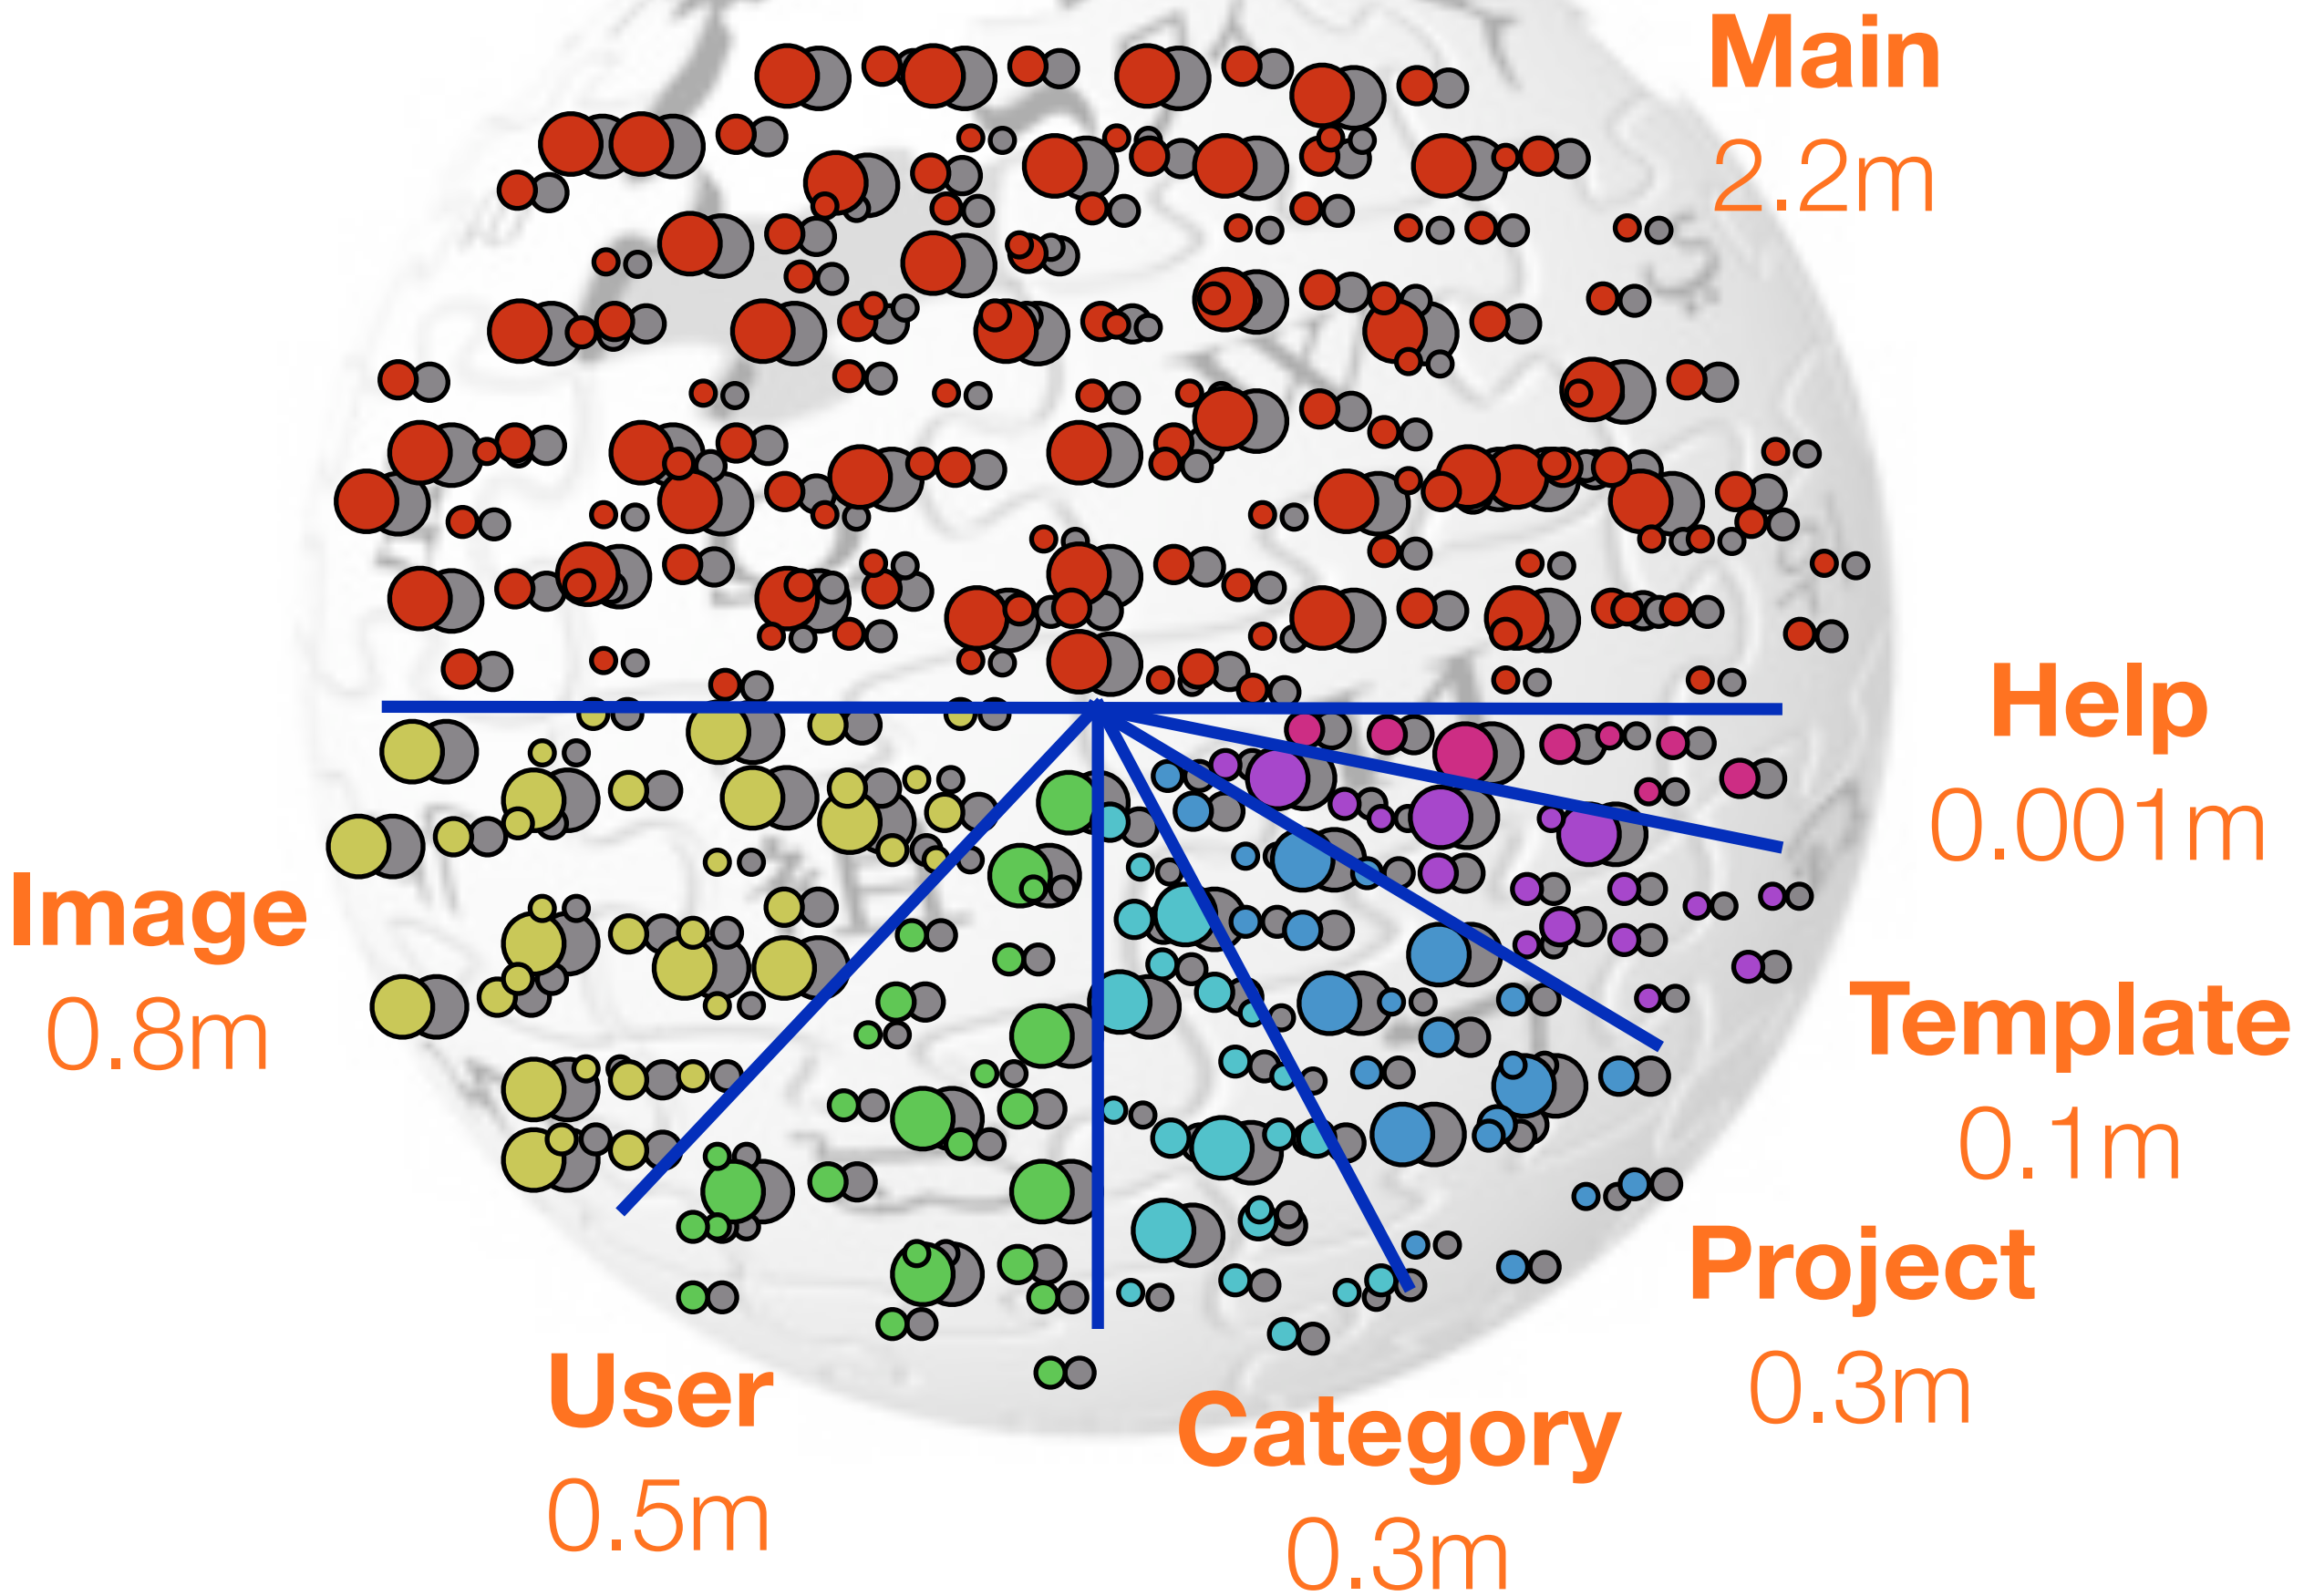 Main
2.2m
Help
0.001m
Image
0.8m
Template
0.1m
Project
0.3m
User
0.5m
Category
0.3m
W